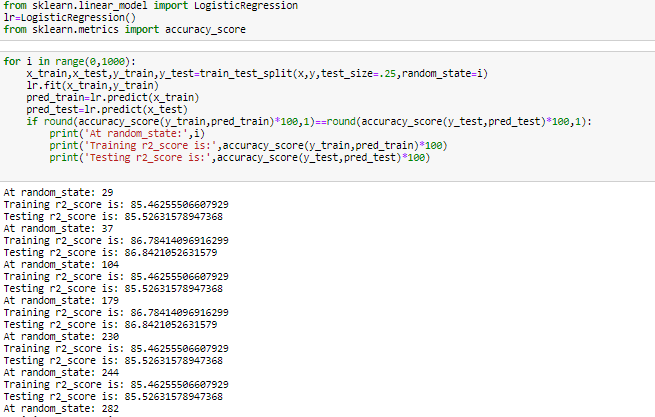 from sklearn.linear_model import LogisticRegression
lr=LogisticRegression()
from sklearn.metrics import accuracy_score
for i in range(0,1000):
    x_train,x_test,y_train,y_test=train_test_split(x,y,test_size=.25,random_state=i)
    lr.fit(x_train,y_train)
    pred_train=lr.predict(x_train)
    pred_test=lr.predict(x_test)
    if round(accuracy_score(y_train,pred_train)*100,1)==round(accuracy_score(y_test,pred_test)*100,1):
        print('At random_state:',i)
        print('Training r2_score is:',accuracy_score(y_train,pred_train)*100)
        print('Testing r2_score is:',accuracy_score(y_test,pred_test)*100)
At random_state: 29
Training r2_score is: 85.46255506607929
Testing r2_score is: 85.52631578947368
At random_state: 37
Training r2_score is: 86.78414096916299
Testing r2_score is: 86.8421052631579
At random_state: 104
Training r2_score is: 85.46255506607929
Testing r2_score is: 85.52631578947368
At random_state: 179
Training r2_score is: 86.78414096916299
Testing r2_score is: 86.8421052631579
At random_state: 230
Training r2_score is: 85.46255506607929
Testing r2_score is: 85.52631578947368
At random_state: 244
Training r2_score is: 85.46255506607929
Testing r2_score is: 85.52631578947368
At random_state: 282